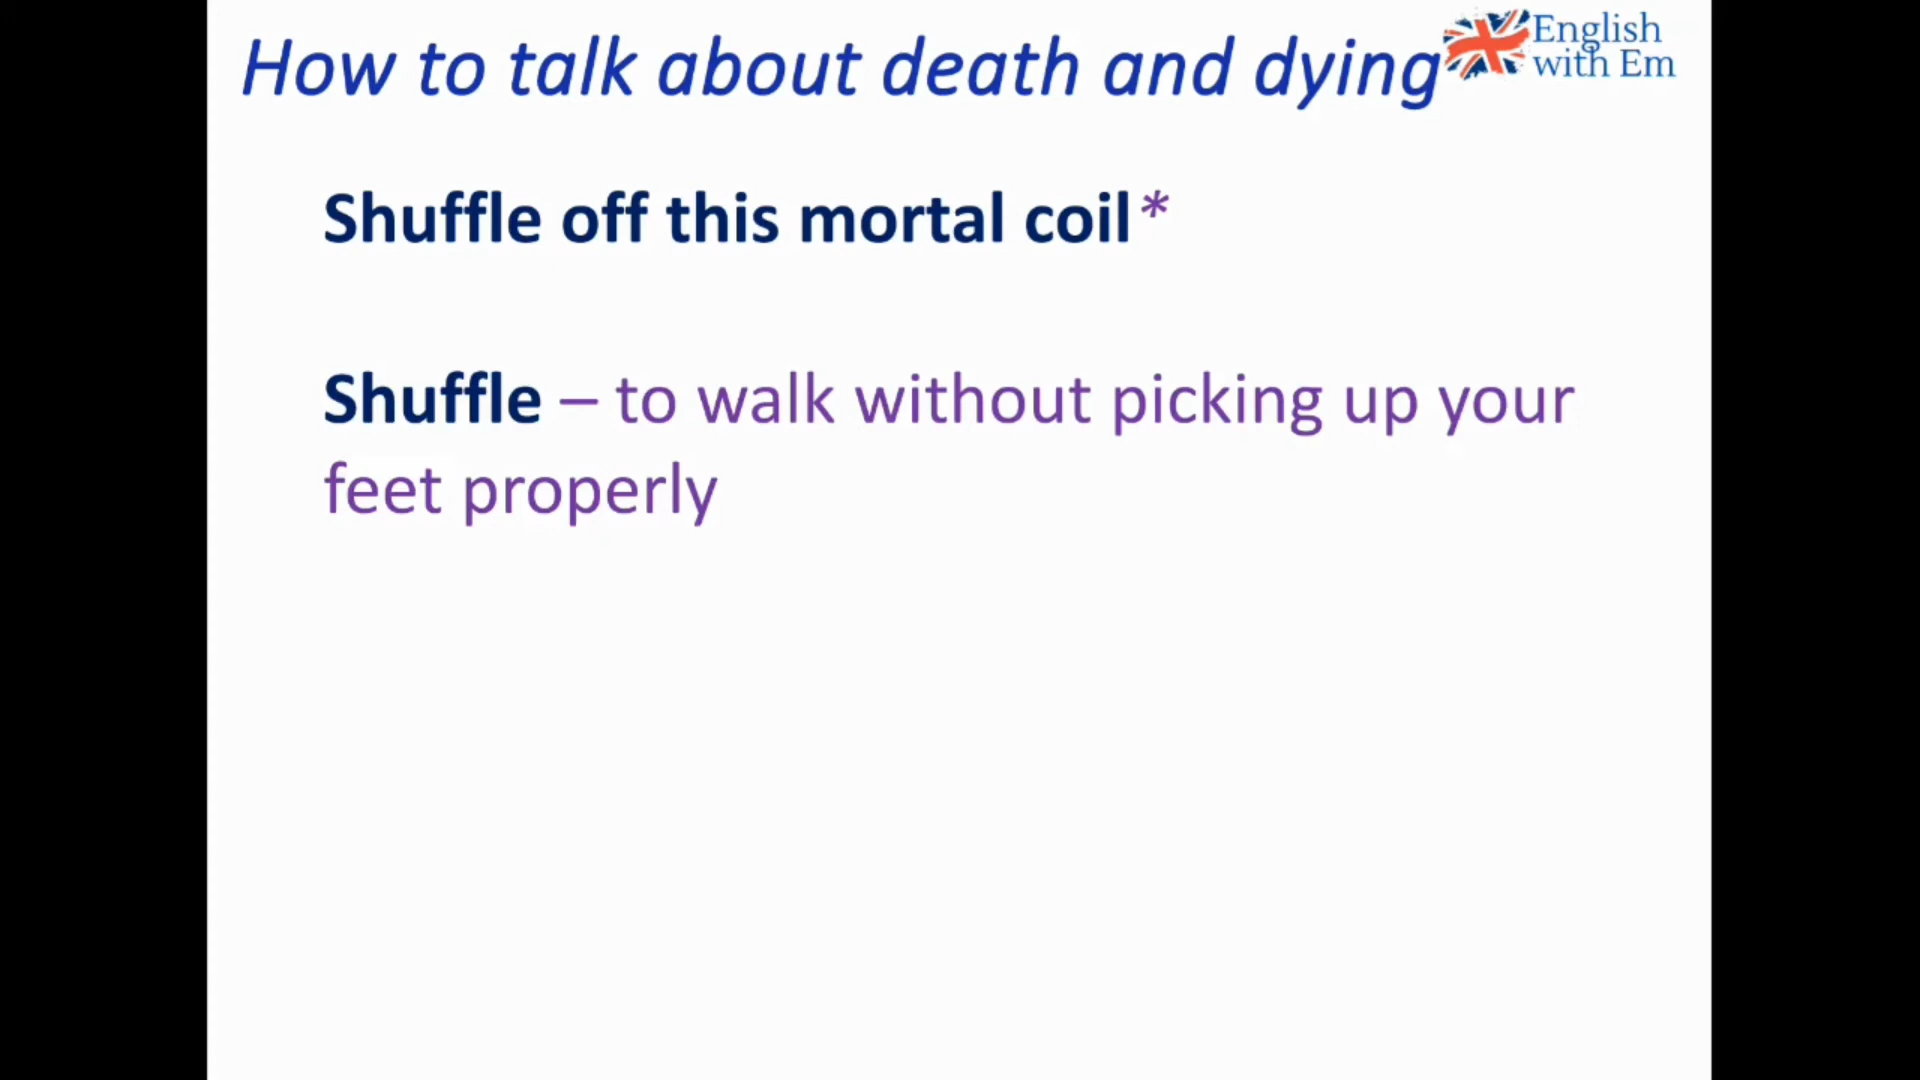 How to talk about death and dying
English
with Em
Shuffle off this mortal coil*
Shuffle – to walk without picking up your
feet properly